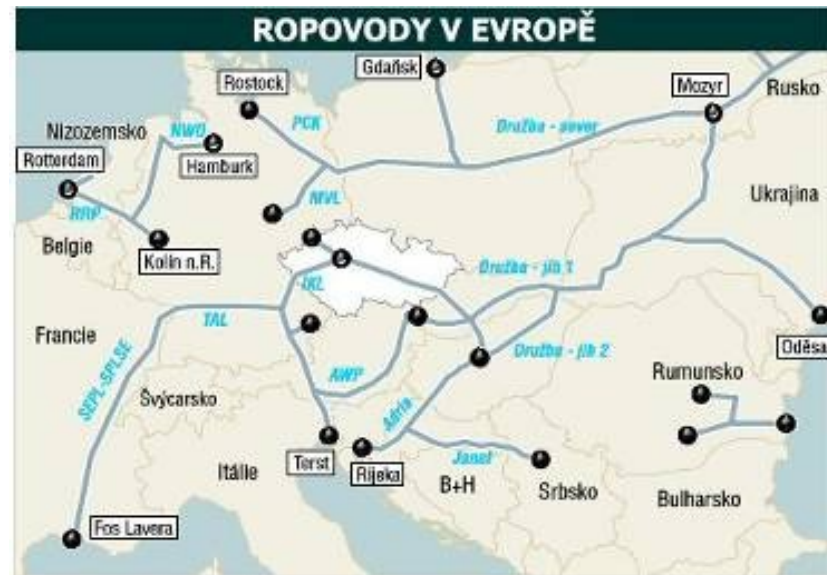 ROPOVODY V EVROPĚ
Gdaňsk
Rostock
Mozyr
Rusko
PCK
Družba - sever
Nizozemsko
NWO
Hamburk
Rotterdam
MVL
Ukrajina
RRP
Belgie
Kolín n.R.
IKL
Družba - jih 1
TAL
Francie
Oděsa
Družba - jih 2
AWP
Rumunsko
SEPL-SPLSE
Švýcarsko
Adria
Terst
Rijeka
Janaf
Itálie
B+H
Srbsko
Bulharsko
Fos Lavera